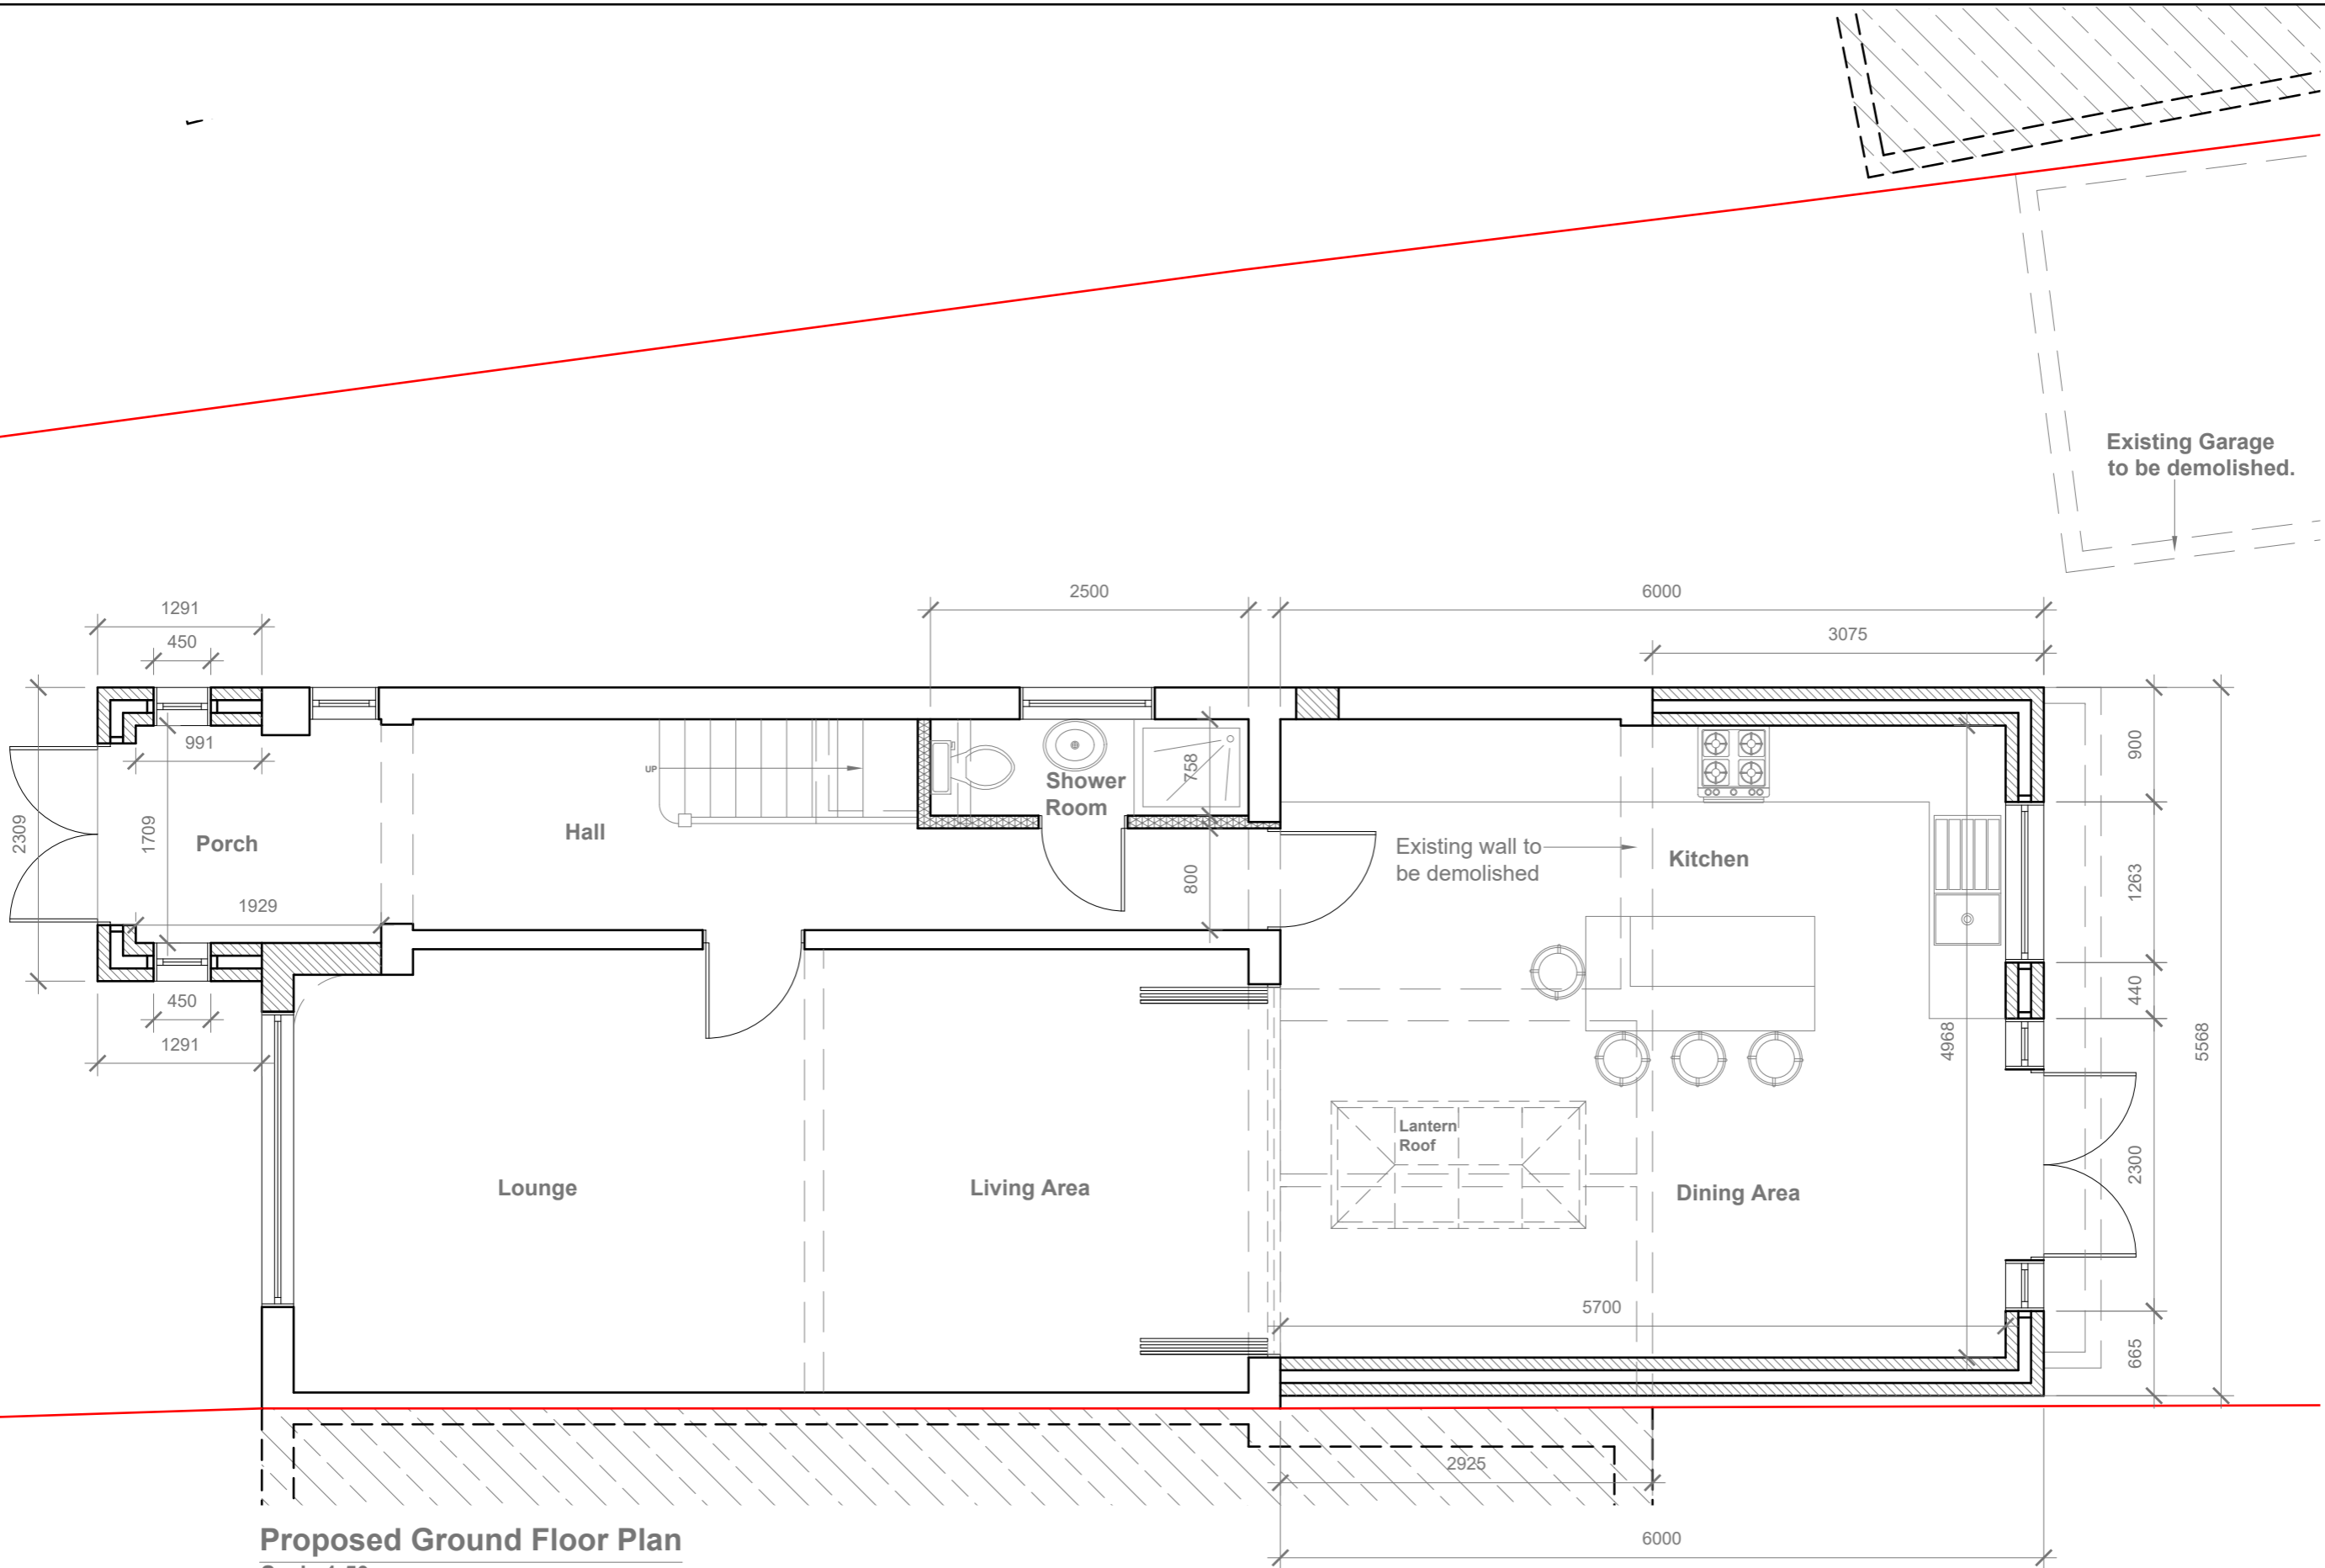 Existing Garage
to be demolished.
2500
6000
1291
450
3075
991
UP
758
Shower
Room
900
2309
1709
Porch
Hall
Existing wall to
be demolished
Kitchen
800
1263
1929
450
440
1291
4968
5568
Lantern
Roof
Lounge
Living Area
Dining Area
2300
5700
665
2925
Proposed Ground Floor Plan
6000